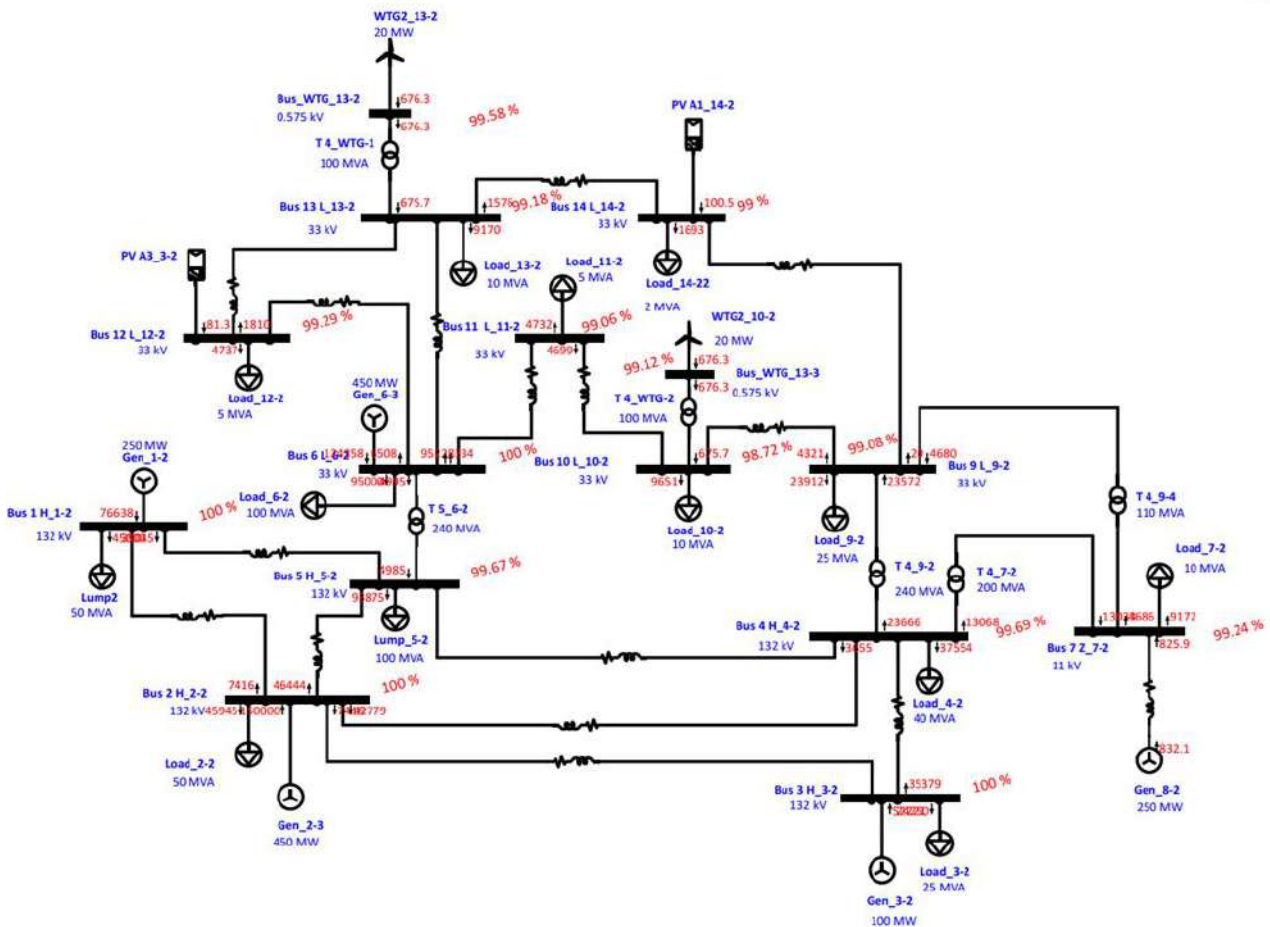 WTG2_13-2
20 MW
Bus_WTG_13-2
0.575 kV
676.3
676.3
99.58 %
T 4_WTG-1
100 MVA
PV A1_14-2
Bus 13 L_13-2
33 kV
675.7
1576
99.18 %
9170
Bus 14 L_14-2
33 kV
100.5
99 %
1693
PV A3_3-2
Load_13-2
10 MVA
Load_11-2
5 MVA
Load_14-22
2 MVA
Bus 12 L_12-2
33 kV
81.3
1810
99.29 %
4737
Load_12-2
5 MVA
Bus 11 L_11-2
33 kV
4732
99.06 %
4699
WTG2_10-2
20 MW
99.12 %
676.3
676.3
Bus_WTG_13-3
0.575 kV
T 4_WTG-2
100 MVA
450 MW
Gen_6-3
250 MW
Gen_1-2
Bus 6 L_6-2
33 kV
100 %
Load_6-2
100 MVA
T 5_6-2
240 MVA
Bus 10 L_10-2
33 kV
675.7
98.72 %
9651
Load_10-2
10 MVA
99.08 %
4321
23912
4680
23572
Bus 9 L_9-2
33 kV
Load_9-2
25 MVA
T 4_9-4
110 MVA
Bus 1 H_1-2
132 kV
76638
100 %
Lump2
50 MVA
Bus 5 H_5-2
132 kV
4985
99.67 %
Lump_5-2
100 MVA
T 4_9-2
240 MVA
T 4_7-2
200 MVA
Load_7-2
10 MVA
Bus 4 H_4-2
132 kV
23666
13068
99.69 %
3655
37554
Load_4-2
40 MVA
9172
825.9
99.24 %
Bus 7 Z_7-2
11 kV
832.1
Gen_8-2
250 MW
Bus 2 H_2-2
132 kV
7416
46444
100 %
45945
Load_2-2
50 MVA
Gen_2-3
450 MW
Bus 3 H_3-2
132 kV
35379
100 %
Gen_3-2
100 MW
Load_3-2
25 MVA